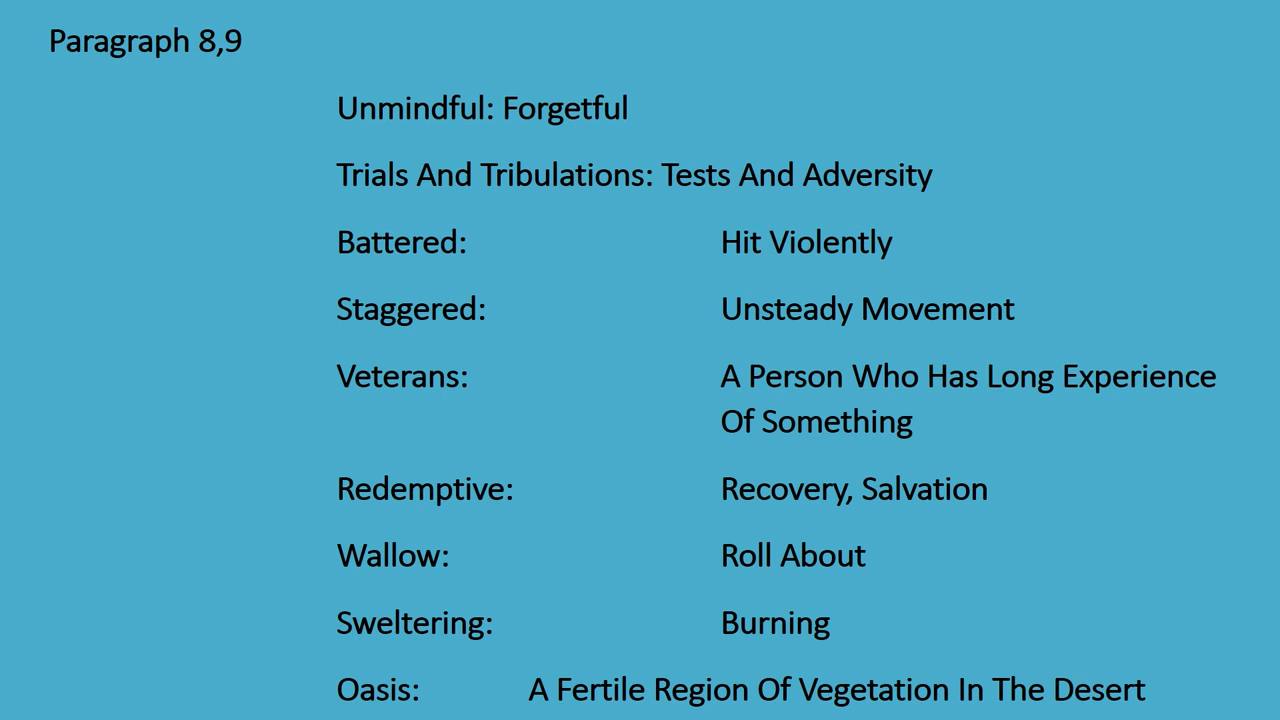 Paragraph 8,9
Unmindful: Forgetful
Trials And Tribulations: Tests And Adversity
Battered: Hit Violently
Staggered: Unsteady Movement
Veterans: A Person Who Has Long Experience
Of Something
Redemptive: Recovery, Salvation
Wallow: Roll About
Sweltering: Burning
Oasis: A Fertile Region Of Vegetation In The Desert